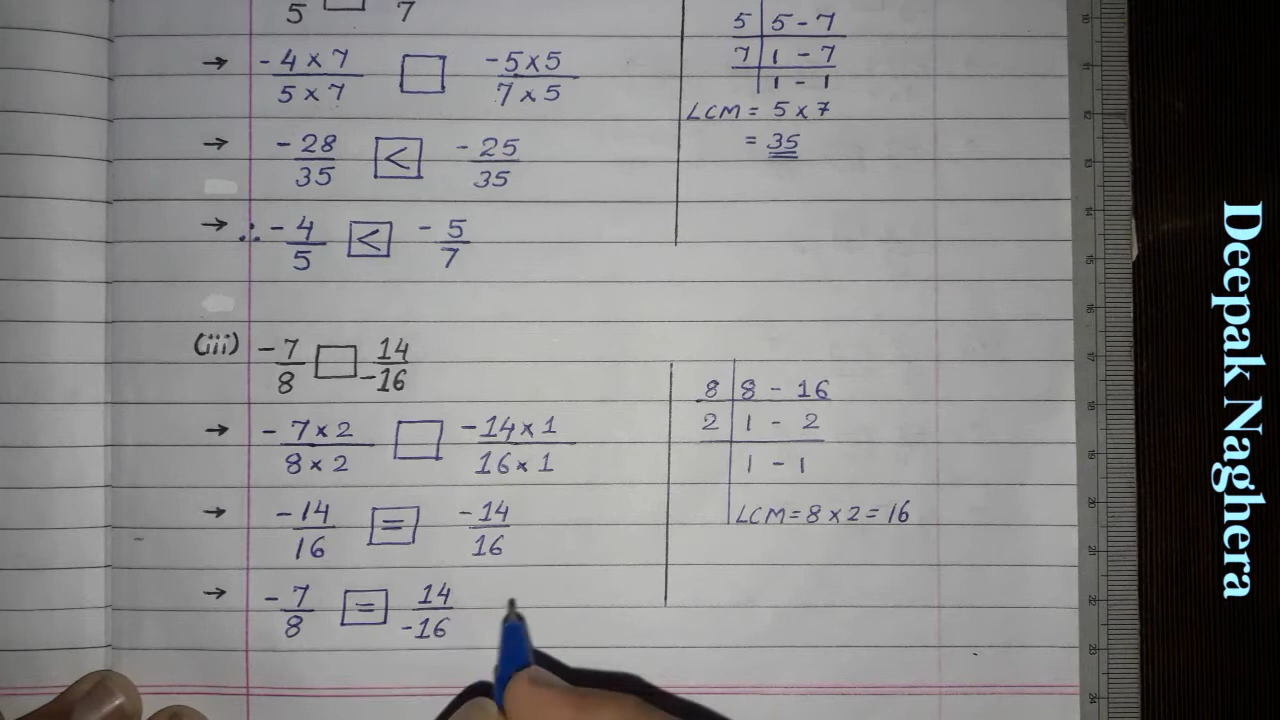 5 □ 7
→ -4×7/5×7 □ -5×5/7×5
→ -28/35 < -25/35
→ ∴ -4/5 < -5/7
5 | 5 - 7
7 | 1 - 7
1 - 1
LCM = 5 × 7
= 35
(iii) -7/8 □ 14/-16
→ -7×2/8×2 □ -14×1/16×1
→ -14/16 = -14/16
→ -7/8 = 14/-16
8 | 8 - 16
2 | 1 - 2
1 - 1
LCM = 8 × 2 = 16
Deepak Naghera